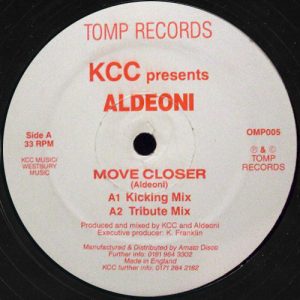 TOMP RECORDS
KCC presents
ALDEONI
Side A
33 RPM
KCC MUSIC/
WESTBURY
MUSIC
OMP005
Ⓟ & ©
TOMP
RECORDS
MOVE CLOSER
(Aldeoni)
A1 Kicking Mix
A2 Tribute Mix
Produced and mixed by KCC and Aldeoni
Executive producer: K. Franklin
Manufactured & Distributed by Amato Disco
Further info: 0181 964 3302
Made in England
KCC further info: 0171 284 2162